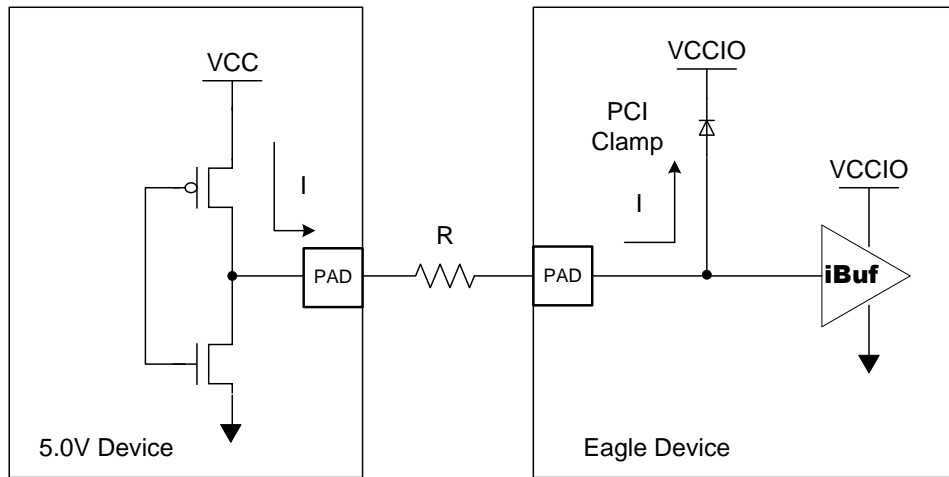 VCC
I
PAD
5.0V Device
R
VCCIO
PCI
Clamp
I
VCCIO
PAD
iBuf
Eagle Device